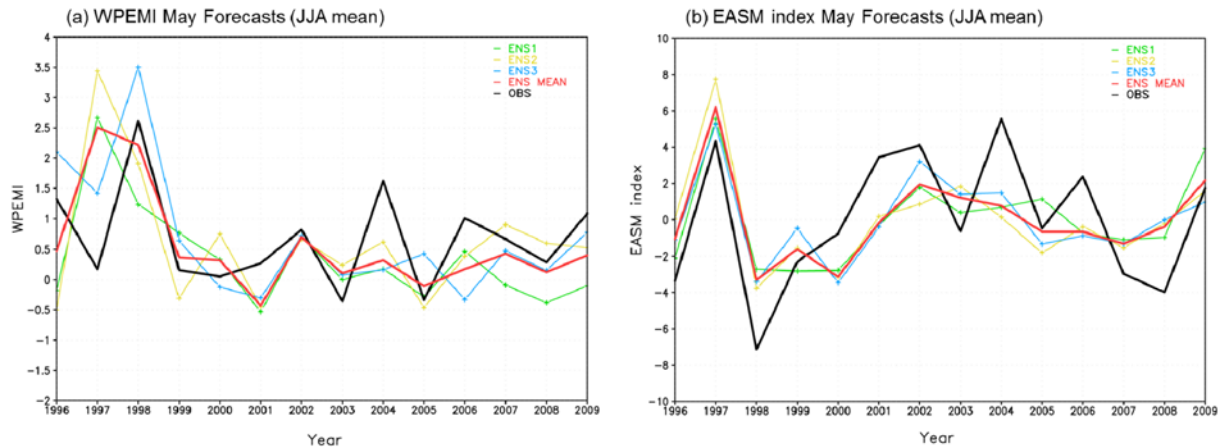 (a) WPEMI May Forecasts (JJA mean)
4
3.5
3
2.5
2
1.5
1
0.5
0
-0.5
-1
-1.5
-2
WPEMI
ENS1
ENS2
ENS3
ENS MEAN
OBS
1996 1997 1998 1999 2000 2001 2002 2003 2004 2005 2006 2007 2008 2009
Year
(b) EASM index May Forecasts (JJA mean)
10
8
6
4
2
0
-2
-4
-6
-8
-10
EASM index
ENS1
ENS2
ENS3
ENS MEAN
OBS
1996 1997 1998 1999 2000 2001 2002 2003 2004 2005 2006 2007 2008 2009
Year